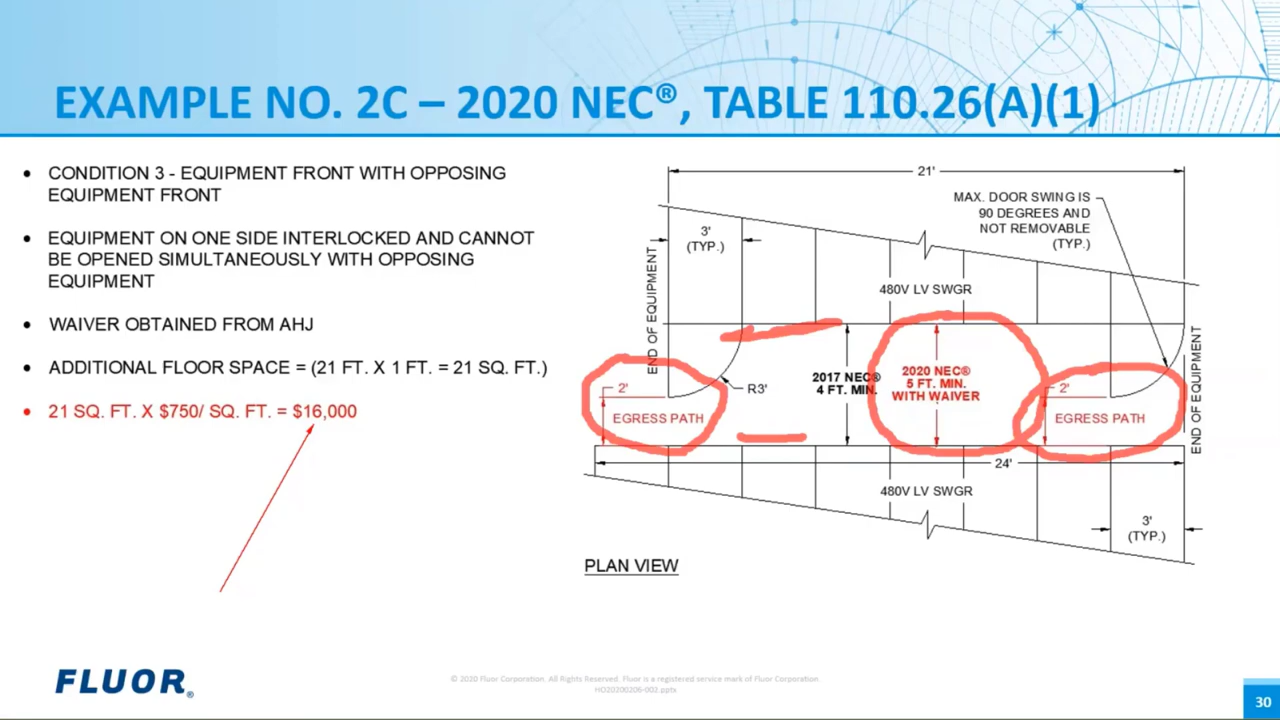 EXAMPLE NO. 2C – 2020 NEC®, TABLE 110.26(A)(1)
• CONDITION 3 - EQUIPMENT FRONT WITH OPPOSING
EQUIPMENT FRONT
• EQUIPMENT ON ONE SIDE INTERLOCKED AND CANNOT
BE OPENED SIMULTANEOUSLY WITH OPPOSING
EQUIPMENT
• WAIVER OBTAINED FROM AHJ
• ADDITIONAL FLOOR SPACE = (21 FT. X 1 FT. = 21 SQ. FT.)
• 21 SQ. FT. X $750/ SQ. FT. = $16,000
21'
MAX. DOOR SWING IS
90 DEGREES AND
NOT REMOVABLE
(TYP.)
3'
(TYP.)
END OF EQUIPMENT
480V LV SWGR
2'
EGRESS PATH
R3'
2017 NEC®
4 FT. MIN.
2020 NEC®
5 FT. MIN.
WITH WAIVER
2'
EGRESS PATH
END OF EQUIPMENT
24'
480V LV SWGR
3'
(TYP.)
PLAN VIEW
FLUOR®
© 2020 Fluor Corporation. All Rights Reserved. Fluor is a registered service mark of Fluor Corporation.
HO20200206-002.pptx
30